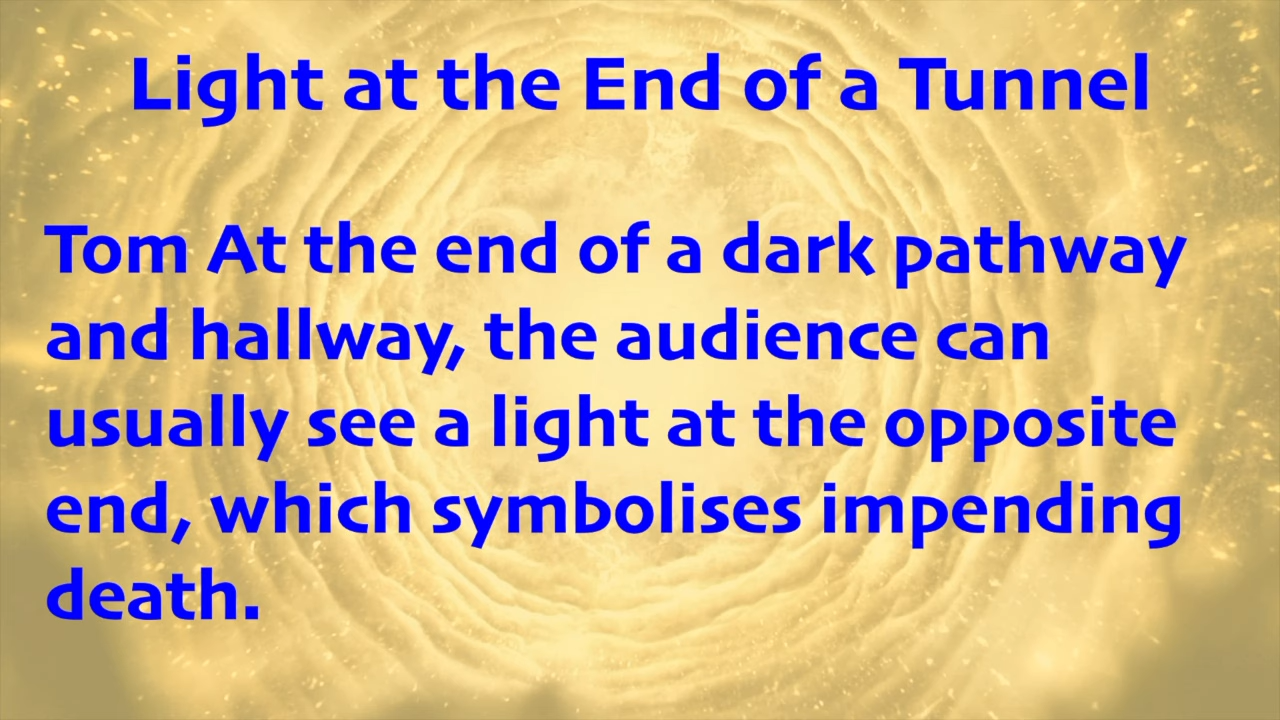 Light at the End of a Tunnel
Tom At the end of a dark pathway
and hallway, the audience can
usually see a light at the opposite
end, which symbolises impending
death.